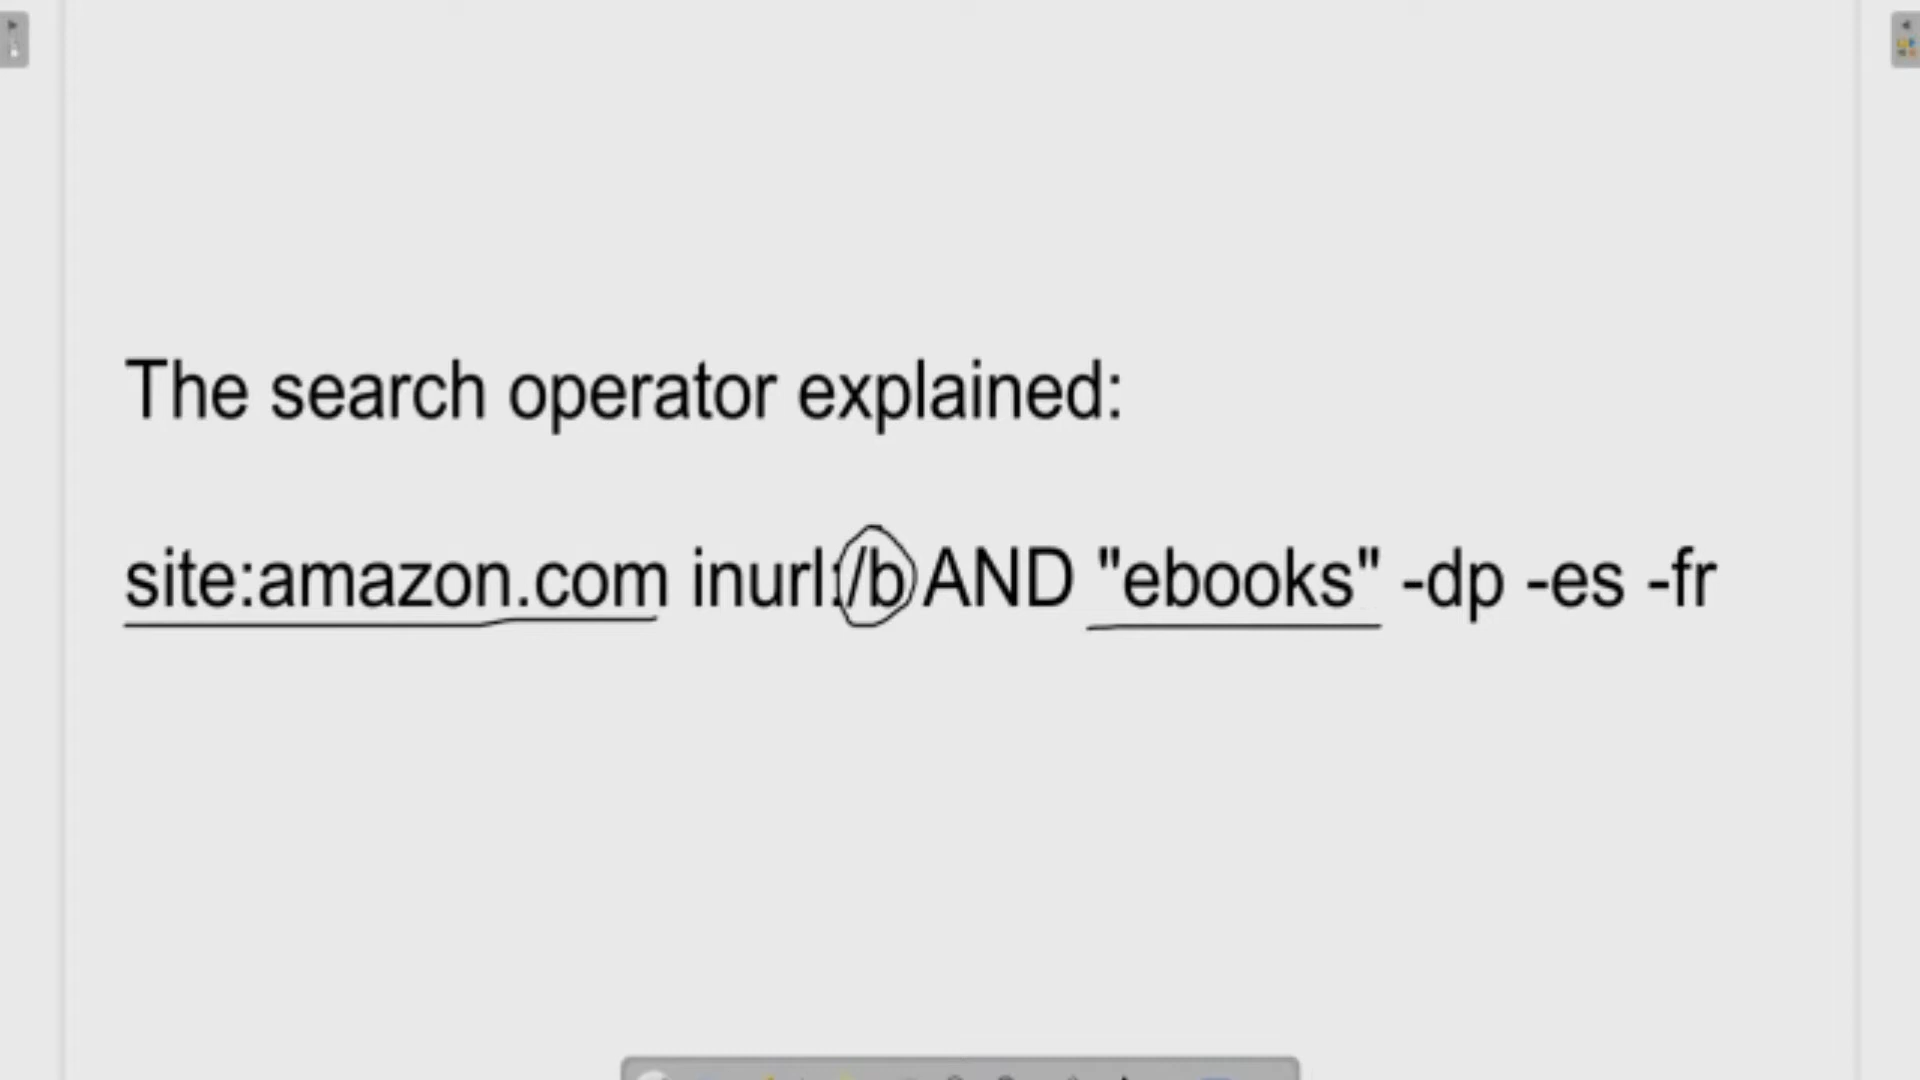 The search operator explained:
site:amazon.com inurl:/b AND "ebooks" -dp -es -fr